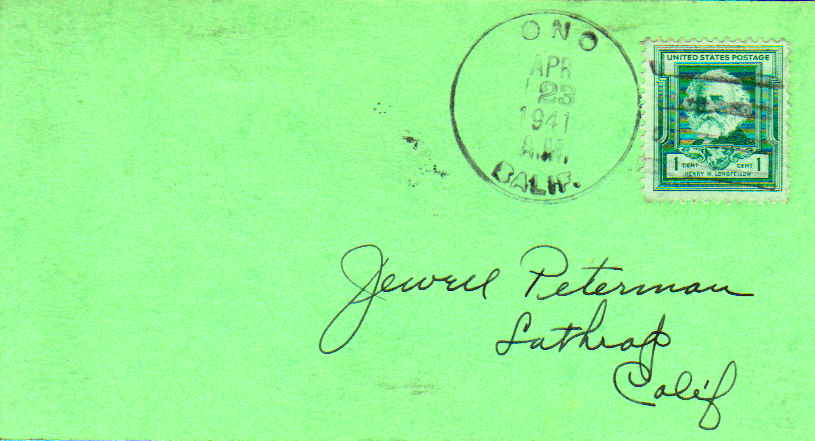 ONO
APR
23
1941
A.M.
CALIF.
UNITED STATES POSTAGE
1 CENT CENT 1
HENRY W. LONGFELLOW
Jewell Peterman
Lathrop
Calif